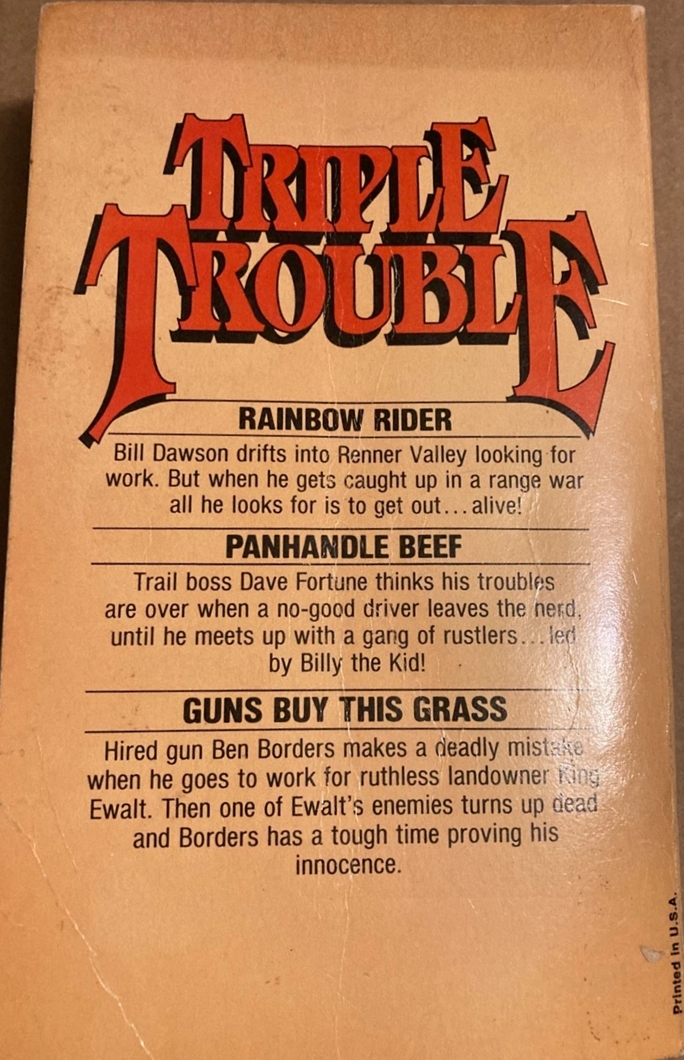 TRIPLE
TROUBLE
RAINBOW RIDER
Bill Dawson drifts into Renner Valley looking for
work. But when he gets caught up in a range war
all he looks for is to get out...alive!
PANHANDLE BEEF
Trail boss Dave Fortune thinks his troubles
are over when a no-good driver leaves the herd,
until he meets up with a gang of rustlers...led
by Billy the Kid!
GUNS BUY THIS GRASS
Hired gun Ben Borders makes a deadly mistake
when he goes to work for ruthless landowner King
Ewalt. Then one of Ewalt's enemies turns up dead
and Borders has a tough time proving his
innocence.
Printed in U.S.A.